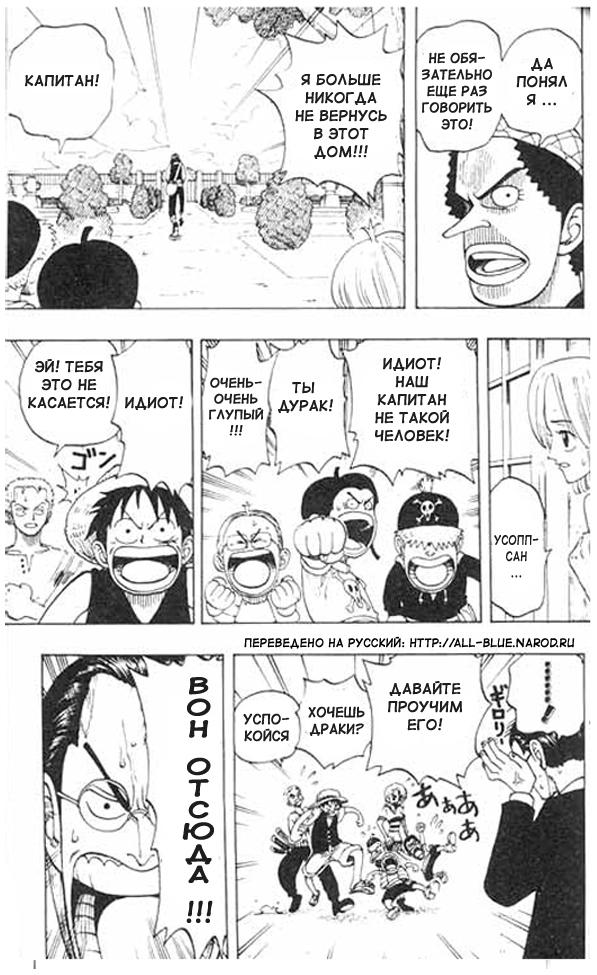 ДА
ПОНЯЛ
Я ...
НЕ ОБЯ-
ЗАТЕЛЬНО
ЕЩЕ РАЗ
ГОВОРИТЬ
ЭТО!
Я БОЛЬШЕ
НИКОГДА
НЕ ВЕРНУСЬ
В ЭТОТ
ДОМ!!!
КАПИТАН!
УСОПП-
САН
...
ИДИОТ!
НАШ
КАПИТАН
НЕ ТАКОЙ
ЧЕЛОВЕК!
ТЫ
ДУРАК!
ОЧЕНЬ-
ОЧЕНЬ
ГЛУПЫЙ
!!!
ИДИОТ!
ЭЙ! ТЕБЯ
ЭТО НЕ
КАСАЕТСЯ!
ゴン
ПЕРЕВЕДЕНО НА РУССКИЙ: HTTP://ALL-BLUE.NAROD.RU
ギロリ
ДАВАЙТЕ
ПРОУЧИМ
ЕГО!
ХОЧЕШЬ
ДРАКИ?
УСПО-
КОЙСЯ
あぁぁぁ
ВОН ОТСЮДА !!!